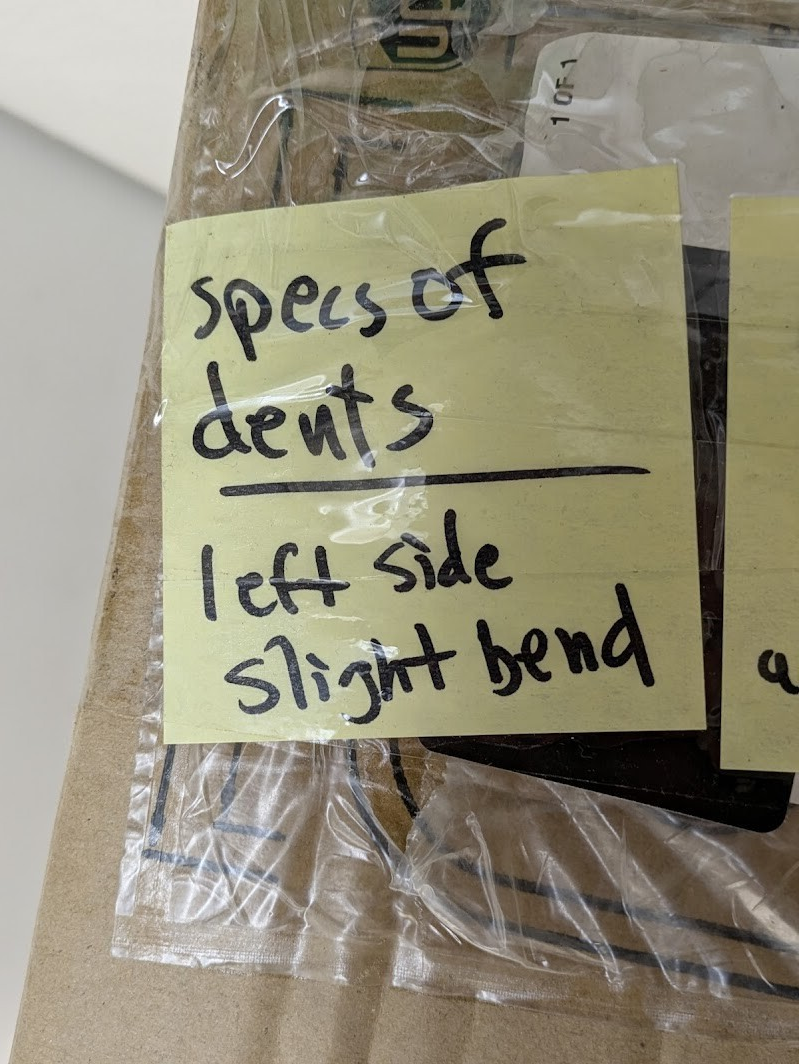 1 OF 1
specs of
dents
left side
slight bend